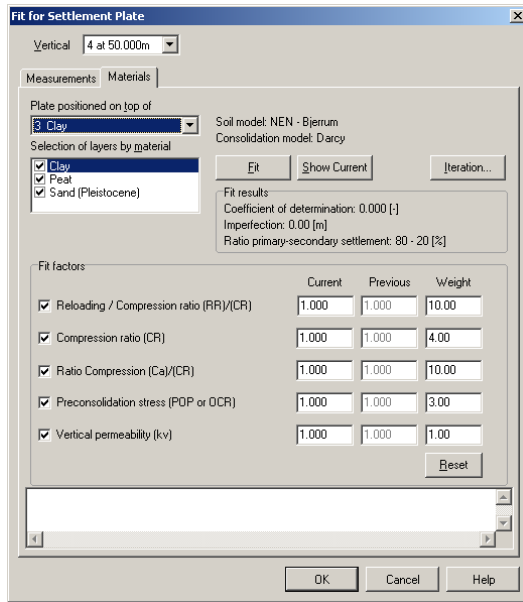 Fit for Settlement Plate
Vertical 4 at 50.000m
Measurements Materials
Plate positioned on top of
3 Clay
Selection of layers by material
Clay
Peat
Sand (Pleistocene)
Soil model: NEN - Bjerrum
Consolidation model: Darcy
Fit Show Current Iteration...
Fit results
Coefficient of determination: 0.000 [-]
Imperfection: 0.00 [m]
Ratio primary-secondary settlement: 80 - 20 [%]
Fit factors
Current Previous Weight
Reloading / Compression ratio (RR)/(CR) 1.000 1.000 10.00
Compression ratio (CR) 1.000 1.000 4.00
Ratio Compression (Ca)/(CR) 1.000 1.000 10.00
Preconsolidation stress (POP or OCR) 1.000 1.000 3.00
Vertical permeability (kv) 1.000 1.000 1.00
Reset
OK Cancel Help